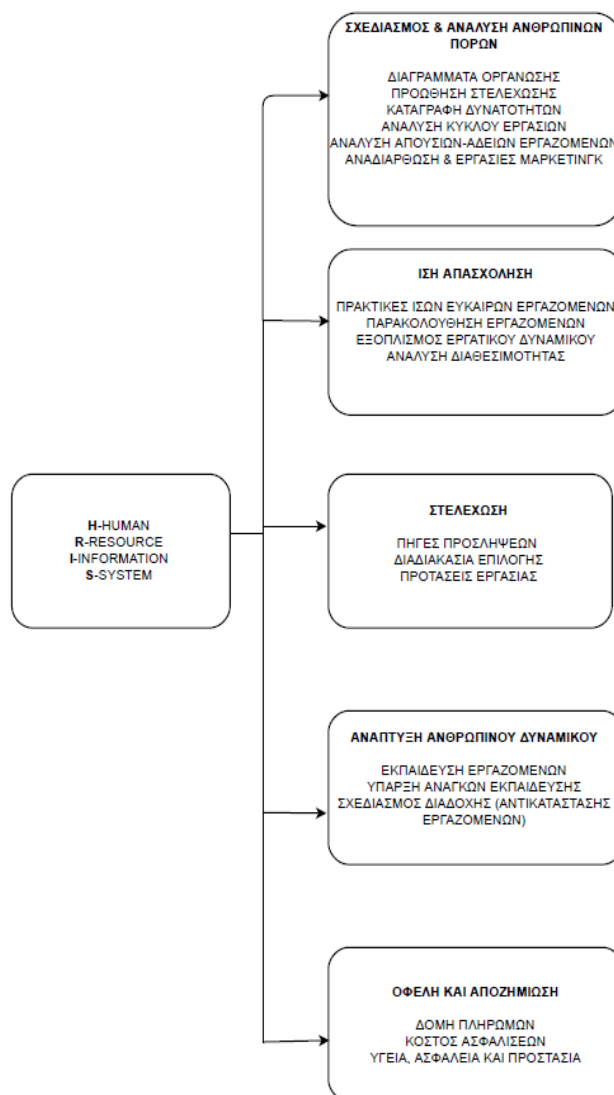 ΣΧΕΔΙΑΣΜΟΣ & ΑΝΑΛΥΣΗ ΑΝΘΡΩΠΙΝΩΝ
ΠΟΡΩΝ
ΔΙΑΓΡΑΜΜΑΤΑ ΟΡΓΑΝΩΣΗΣ
ΠΡΟΩΘΗΣΗ ΣΤΕΛΕΧΩΣΗΣ
ΚΑΤΑΓΡΑΦΗ ΔΥΝΑΤΟΤΗΤΩΝ
ΑΝΑΛΥΣΗ ΚΥΚΛΟΥ ΕΡΓΑΣΙΩΝ
ΑΝΑΛΥΣΗ ΑΠΟΥΣΙΩΝ-ΑΔΕΙΩΝ ΕΡΓΑΖΟΜΕΝΩΝ
ΑΝΑΔΙΑΡΘΩΣΗ & ΕΡΓΑΣΙΕΣ ΜΑΡΚΕΤΙΝΓΚ
ΙΣΗ ΑΠΑΣΧΟΛΗΣΗ
ΠΡΑΚΤΙΚΕΣ ΙΣΩΝ ΕΥΚΑΙΡΩΝ ΕΡΓΑΖΟΜΕΝΩΝ
ΠΑΡΑΚΟΛΟΥΘΗΣΗ ΕΡΓΑΖΟΜΕΝΩΝ
ΕΞΟΠΛΙΣΜΟΣ ΕΡΓΑΤΙΚΟΥ ΔΥΝΑΜΙΚΟΥ
ΑΝΑΛΥΣΗ ΔΙΑΘΕΣΙΜΟΤΗΤΑΣ
H-HUMAN
R-RESOURCE
I-INFORMATION
S-SYSTEM
ΣΤΕΛΕΧΩΣΗ
ΠΗΓΕΣ ΠΡΟΣΛΗΨΕΩΝ
ΔΙΑΔΙΑΚΑΣΙΑ ΕΠΙΛΟΓΗΣ
ΠΡΟΤΑΣΕΙΣ ΕΡΓΑΣΙΑΣ
ΑΝΑΠΤΥΞΗ ΑΝΘΡΩΠΙΝΟΥ ΔΥΝΑΜΙΚΟΥ
ΕΚΠΑΙΔΕΥΣΗ ΕΡΓΑΖΟΜΕΝΩΝ
ΥΠΑΡΞΗ ΑΝΑΓΚΩΝ ΕΚΠΑΙΔΕΥΣΗΣ
ΣΧΕΔΙΑΣΜΟΣ ΔΙΑΔΟΧΗΣ (ΑΝΤΙΚΑΤΑΣΤΑΣΗΣ
ΕΡΓΑΖΟΜΕΝΩΝ)
ΟΦΕΛΗ ΚΑΙ ΑΠΟΖΗΜΙΩΣΗ
ΔΟΜΗ ΠΛΗΡΩΜΩΝ
ΚΟΣΤΟΣ ΑΣΦΑΛΙΣΕΩΝ
ΥΓΕΙΑ, ΑΣΦΑΛΕΙΑ ΚΑΙ ΠΡΟΣΤΑΣΙΑ